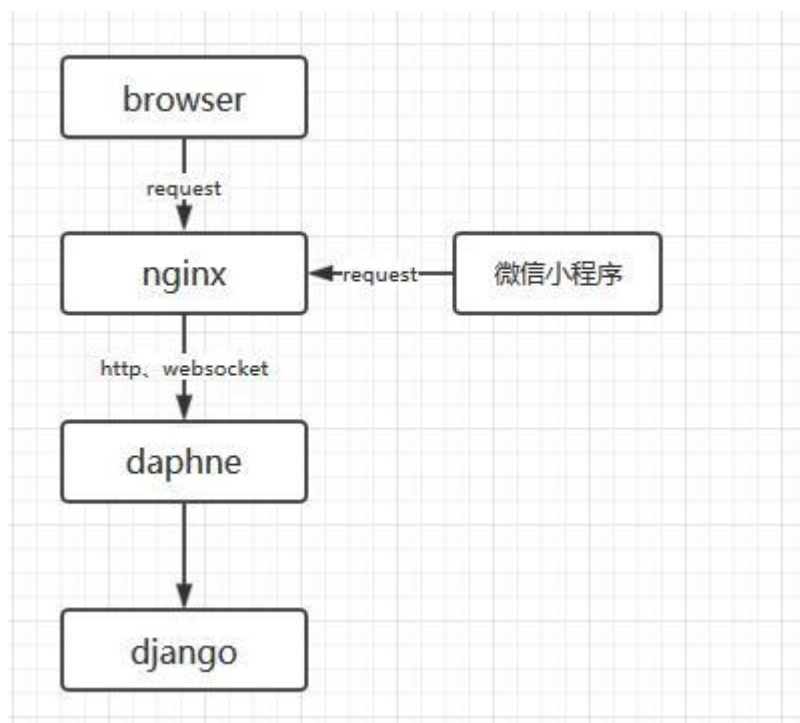 browser
request
nginx
request
微信小程序
http、websocket
daphne
django